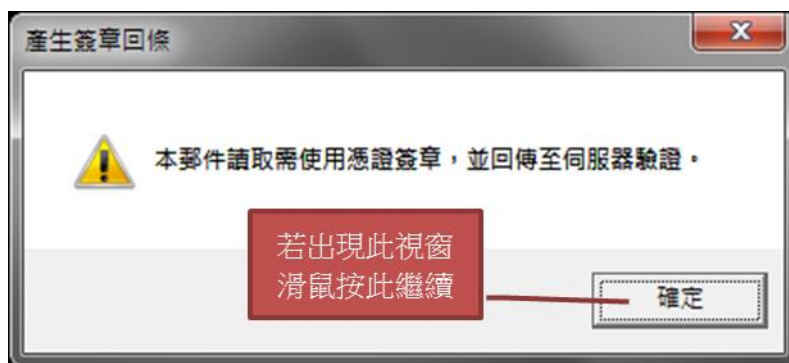 產生簽章回條
本郵件讀取需使用憑證簽章，並回傳至伺服器驗證。
若出現此視窗
滑鼠按此繼續
確定